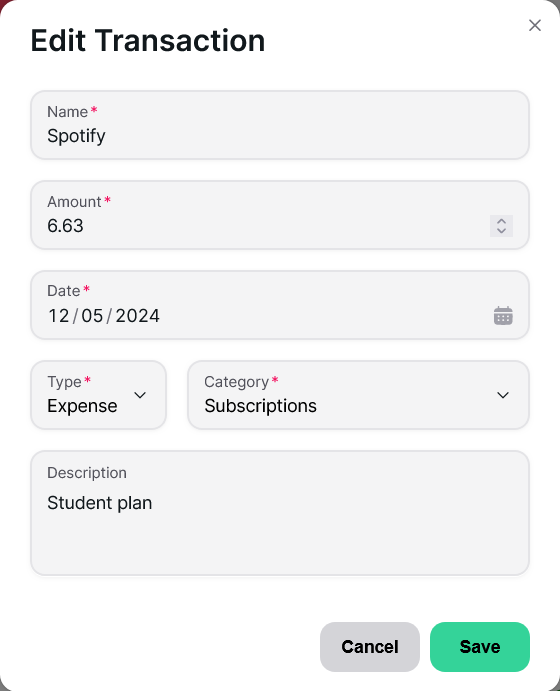 Edit Transaction
Name*
Spotify
Amount*
6.63
Date*
12/05/2024
Type*
Expense
Category*
Subscriptions
Description
Student plan
Cancel
Save